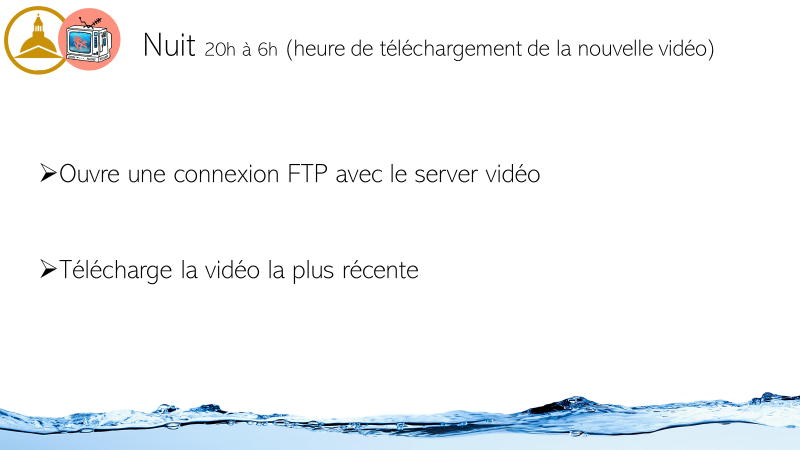 Nuit 20h à 6h (heure de téléchargement de la nouvelle vidéo)
➢Ouvre une connexion FTP avec le server vidéo
➢Télécharge la vidéo la plus récente